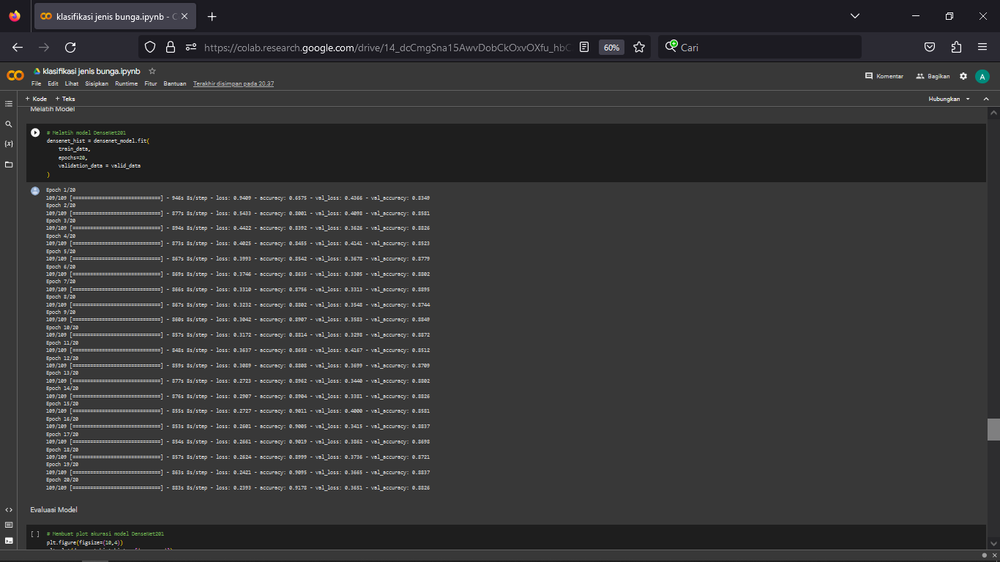 klasifikasi jenis bunga.ipynb - C
https://colab.research.google.com/drive/14_dcCmgSna15AwvDobCkOxvOXfu_hbC
60%
Cari
klasifikasi jenis bunga.ipynb
File Edit Lihat Sisipkan Runtime Fitur Bantuan Terakhir disimpan pada 20.37
Komentar
Bagikan
A
+ Kode + Teks
Hubungkan
Melatih Model
# Melatih model DenseNet201
densenet_hist = densenet_model.fit(
train_data,
epochs=20,
validation_data = valid_data
)
Epoch 1/20
109/109 [==============================] - 946s 8s/step - loss: 0.9409 - accuracy: 0.6575 - val_loss: 0.4366 - val_accuracy: 0.8349
Epoch 2/20
109/109 [==============================] - 877s 8s/step - loss: 0.5433 - accuracy: 0.8001 - val_loss: 0.4098 - val_accuracy: 0.8581
Epoch 3/20
109/109 [==============================] - 894s 8s/step - loss: 0.4422 - accuracy: 0.8392 - val_loss: 0.3626 - val_accuracy: 0.8826
Epoch 4/20
109/109 [==============================] - 873s 8s/step - loss: 0.4025 - accuracy: 0.8455 - val_loss: 0.4141 - val_accuracy: 0.8523
Epoch 5/20
109/109 [==============================] - 867s 8s/step - loss: 0.3993 - accuracy: 0.8542 - val_loss: 0.3678 - val_accuracy: 0.8779
Epoch 6/20
109/109 [==============================] - 869s 8s/step - loss: 0.3746 - accuracy: 0.8635 - val_loss: 0.3305 - val_accuracy: 0.8802
Epoch 7/20
109/109 [==============================] - 866s 8s/step - loss: 0.3310 - accuracy: 0.8756 - val_loss: 0.3313 - val_accuracy: 0.8895
Epoch 8/20
109/109 [==============================] - 867s 8s/step - loss: 0.3232 - accuracy: 0.8802 - val_loss: 0.3548 - val_accuracy: 0.8744
Epoch 9/20
109/109 [==============================] - 860s 8s/step - loss: 0.3042 - accuracy: 0.8907 - val_loss: 0.3583 - val_accuracy: 0.8849
Epoch 10/20
109/109 [==============================] - 857s 8s/step - loss: 0.3172 - accuracy: 0.8814 - val_loss: 0.3298 - val_accuracy: 0.8872
Epoch 11/20
109/109 [==============================] - 848s 8s/step - loss: 0.3637 - accuracy: 0.8658 - val_loss: 0.4167 - val_accuracy: 0.8512
Epoch 12/20
109/109 [==============================] - 859s 8s/step - loss: 0.3089 - accuracy: 0.8808 - val_loss: 0.3699 - val_accuracy: 0.8709
Epoch 13/20
109/109 [==============================] - 877s 8s/step - loss: 0.2723 - accuracy: 0.8962 - val_loss: 0.3440 - val_accuracy: 0.8802
Epoch 14/20
109/109 [==============================] - 876s 8s/step - loss: 0.2907 - accuracy: 0.8904 - val_loss: 0.3381 - val_accuracy: 0.8826
Epoch 15/20
109/109 [==============================] - 855s 8s/step - loss: 0.2727 - accuracy: 0.9011 - val_loss: 0.4000 - val_accuracy: 0.8581
Epoch 16/20
109/109 [==============================] - 853s 8s/step - loss: 0.2601 - accuracy: 0.9005 - val_loss: 0.3415 - val_accuracy: 0.8837
Epoch 17/20
109/109 [==============================] - 854s 8s/step - loss: 0.2661 - accuracy: 0.9019 - val_loss: 0.3862 - val_accuracy: 0.8698
Epoch 18/20
109/109 [==============================] - 857s 8s/step - loss: 0.2624 - accuracy: 0.8999 - val_loss: 0.3736 - val_accuracy: 0.8721
Epoch 19/20
109/109 [==============================] - 863s 8s/step - loss: 0.2421 - accuracy: 0.9095 - val_loss: 0.3665 - val_accuracy: 0.8837
Epoch 20/20
109/109 [==============================] - 883s 8s/step - loss: 0.2393 - accuracy: 0.9178 - val_loss: 0.3651 - val_accuracy: 0.8826
Evaluasi Model
[ ] # Membuat plot akurasi model DenseNet201
plt.figure(figsize=(10,4))